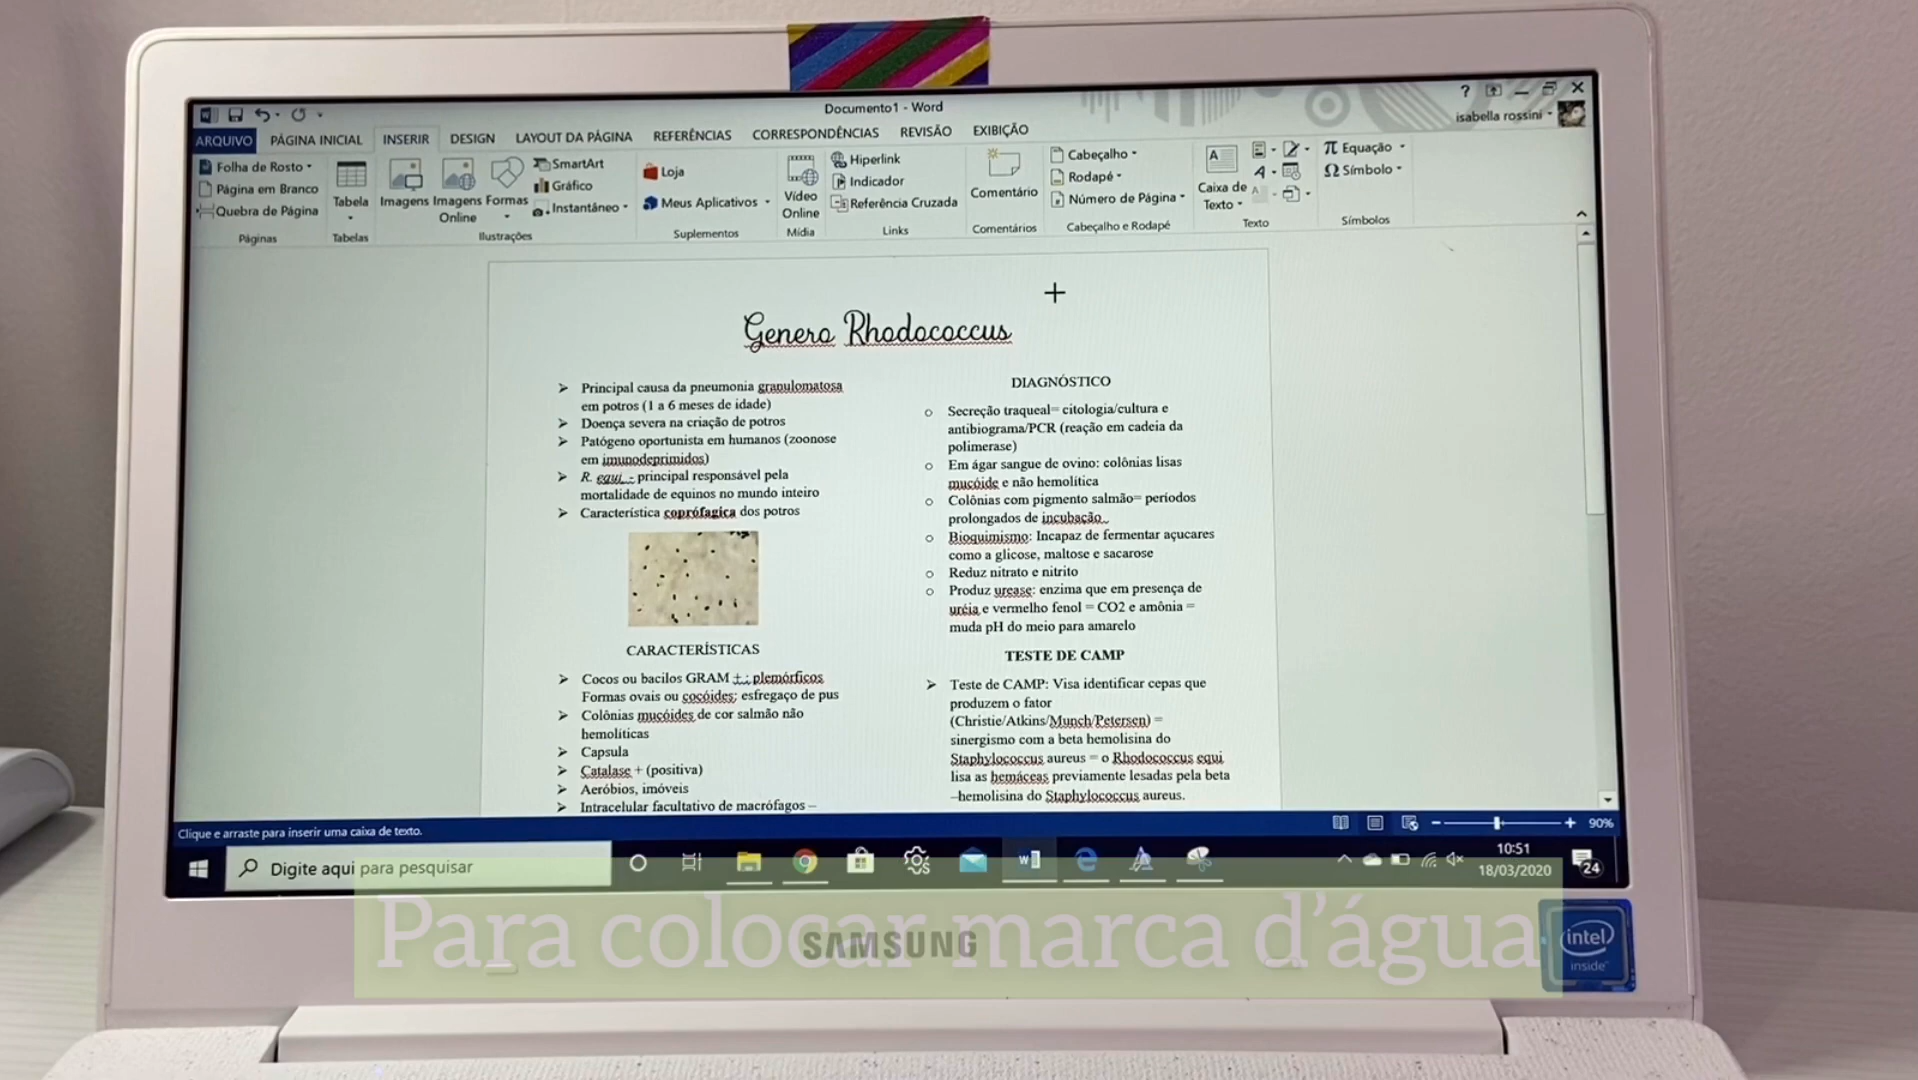 Documento1 - Word
?
isabella rossini
ARQUIVO PÁGINA INICIAL INSERIR DESIGN LAYOUT DA PÁGINA REFERÊNCIAS CORRESPONDÊNCIAS REVISÃO EXIBIÇÃO
Folha de Rosto
Página em Branco
Quebra de Página
Páginas
Tabela
Tabelas
Imagens
Imagens Online
Formas
SmartArt
Gráfico
Instantâneo
Ilustrações
Loja
Meus Aplicativos
Suplementos
Vídeo
Online
Mídia
Hiperlink
Indicador
Referência Cruzada
Links
Comentário
Comentários
Cabeçalho
Rodapé
Número de Página
Cabeçalho e Rodapé
Caixa de
Texto
Texto
π Equação
Ω Símbolo
Símbolos
Genero Rhodococcus
➢ Principal causa da pneumonia granulomatosa
em potros (1 a 6 meses de idade)
➢ Doença severa na criação de potros
➢ Patógeno oportunista em humanos (zoonose
em imunodeprimidos)
➢ R. equi - principal responsável pela
mortalidade de equinos no mundo inteiro
➢ Característica coprófagica dos potros
CARACTERÍSTICAS
➢ Cocos ou bacilos GRAM + : plemórficos
Formas ovais ou cocóides; esfregaço de pus
➢ Colônias mucóides de cor salmão não
hemoliticas
➢ Capsula
➢ Catalase + (positiva)
➢ Aeróbios, imóveis
➢ Intracelular facultativo de macrófagos –
DIAGNÓSTICO
o Secreção traqueal= citologia/cultura e
antibiograma/PCR (reação em cadeia da
polimerase)
o Em ágar sangue de ovino: colônias lisas
mucóide e não hemolítica
o Colônias com pigmento salmão= periodos
prolongados de incubação.
o Bioquimismo: Incapaz de fermentar açucares
como a glicose, maltose e sacarose
o Reduz nitrato e nitrito
o Produz urease: enzima que em presença de
uréia e vermelho fenol = CO2 e amônia =
muda pH do meio para amarelo
TESTE DE CAMP
➢ Teste de CAMP: Visa identificar cepas que
produzem o fator
(Christie/Atkins/Munch/Petersen) =
sinergismo com a beta hemolisina do
Staphylococcus aureus = o Rhodococcus equi
lisa as hemáceas previamente lesadas pela beta
–hemolisina do Staphylococcus aureus.
Clique e arraste para inserir uma caixa de texto.
90%
Digite aqui para pesquisar
10:51
18/03/2020
24
Para colocar marca d’água
SAMSUNG
intel
inside